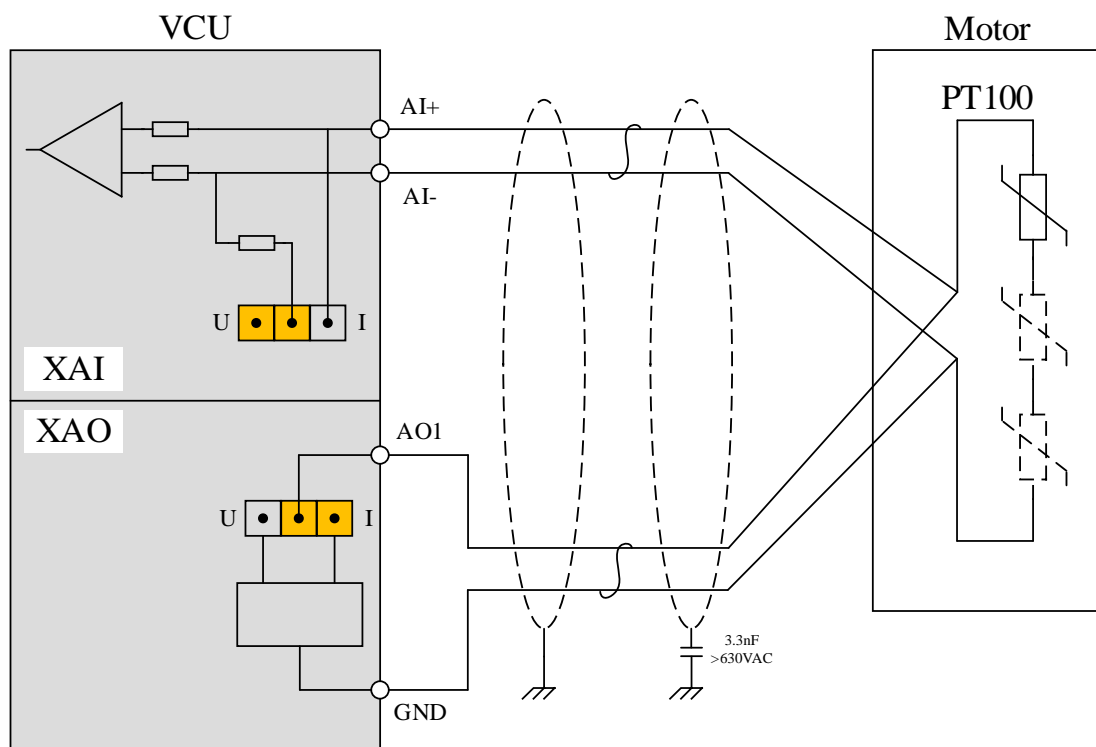 VCU
Motor
AI+
PT100
AI-
U
I
XAI
XAO
AO1
U
I
3.3nF
>630VAC
GND